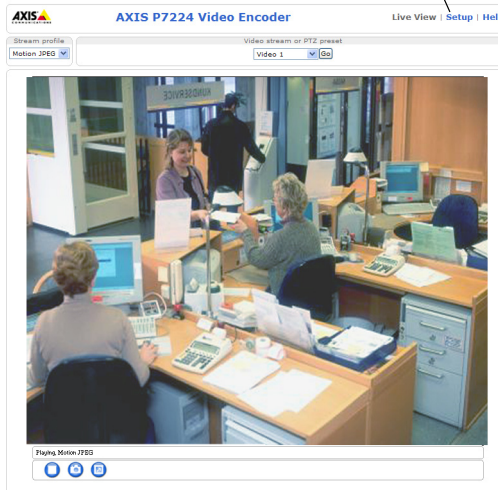 AXIS
COMMUNICATIONS
AXIS P7224 Video Encoder
Live View | Setup | Hel
Stream profile
Motion JPEG
Video stream or PTZ preset
Video 1
Go
KUNDSERVICE
Playing, Motion JPEG